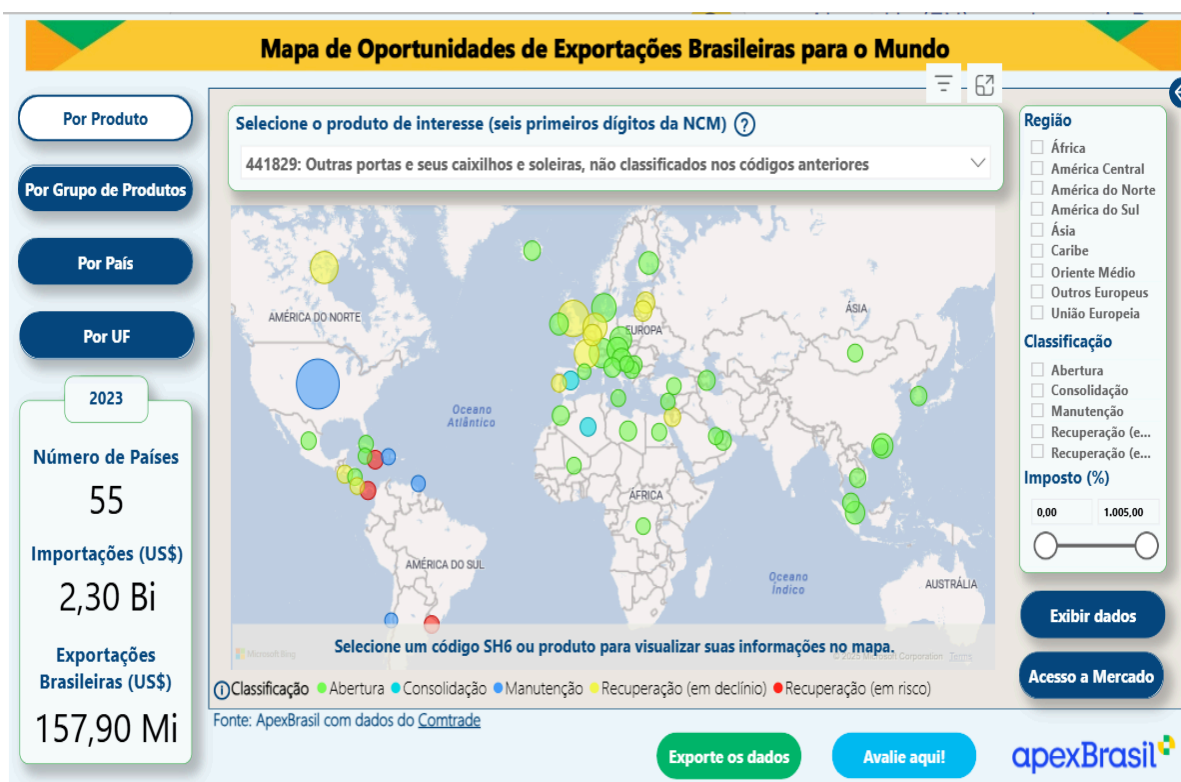 Mapa de Oportunidades de Exportações Brasileiras para o Mundo
Por Produto
Por Grupo de Produtos
Por País
Por UF
2023
Número de Países
55
Importações (US$)
2,30 Bi
Exportações
Brasileiras (US$)
157,90 Mi
Selecione o produto de interesse (seis primeiros dígitos da NCM) ?
441829: Outras portas e seus caixilhos e soleiras, não classificados nos códigos anteriores
AMÉRICA DO NORTE
EUROPA
ÁSIA
Oceano
Atlântico
ÁFRICA
AMÉRICA DO SUL
Oceano
Índico
AUSTRÁLIA
Selecione um código SH6 ou produto para visualizar suas informações no mapa.
Microsoft Bing
© 2025 Microsoft Corporation Terms
Classificação Abertura Consolidação Manutenção Recuperação (em declínio) Recuperação (em risco)
Fonte: ApexBrasil com dados do Comtrade
Região
África
América Central
América do Norte
América do Sul
Ásia
Caribe
Oriente Médio
Outros Europeus
União Europeia
Classificação
Abertura
Consolidação
Manutenção
Recuperação (e...
Recuperação (e...
Imposto (%)
0,00 1.005,00
Exibir dados
Acesso a Mercado
Exporte os dados
Avalie aqui!
apexBrasil